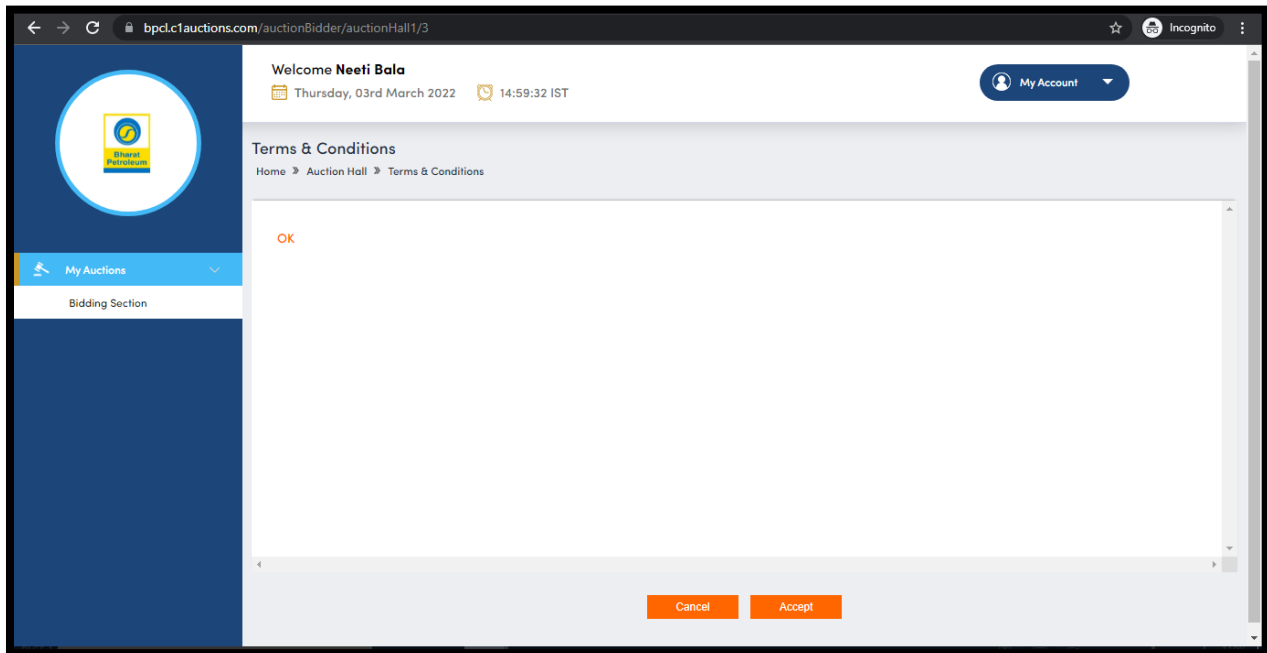 bpcl.c1auctions.com/auctionBidder/auctionHall1/3
Incognito
Welcome Neeti Bala
Thursday, 03rd March 2022 14:59:32 IST
My Account
Bharat
Petroleum
Terms & Conditions
Home » Auction Hall » Terms & Conditions
OK
My Auctions
Bidding Section
Cancel Accept